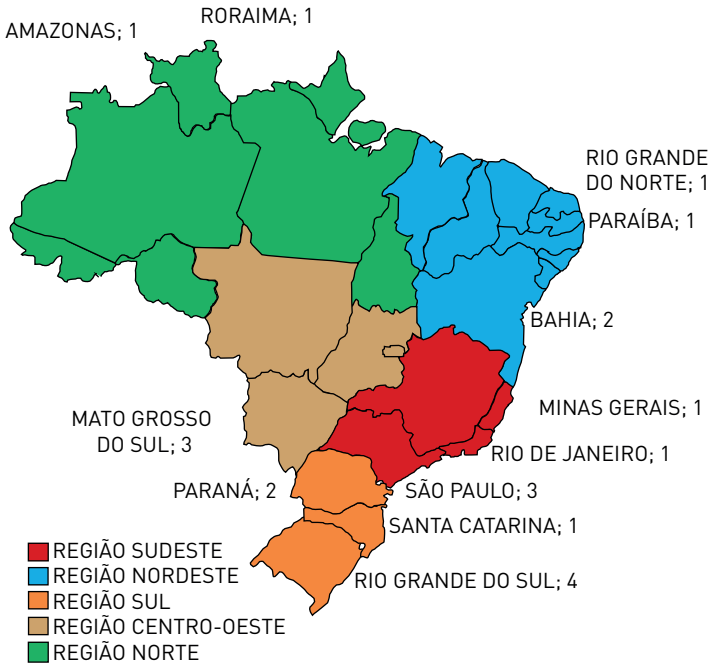 RORAIMA; 1
AMAZONAS; 1
RIO GRANDE
DO NORTE; 1
PARAÍBA; 1
BAHIA; 2
MINAS GERAIS; 1
MATO GROSSO
DO SUL; 3
RIO DE JANEIRO; 1
PARANÁ; 2
SÃO PAULO; 3
SANTA CATARINA; 1
RIO GRANDE DO SUL; 4
REGIÃO SUDESTE
REGIÃO NORDESTE
REGIÃO SUL
REGIÃO CENTRO-OESTE
REGIÃO NORTE